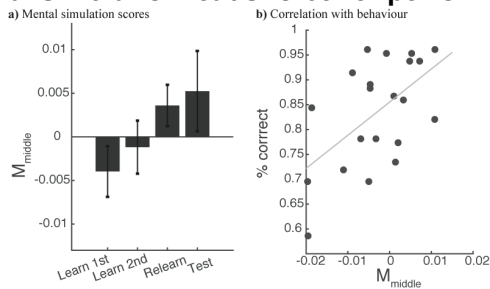 a) Mental simulation scores
0.01
0.005
0
-0.005
-0.01
M middle
Learn 1st
Learn 2nd
Relearn
Test
b) Correlation with behaviour
1
0.95
0.9
0.85
0.8
0.75
0.7
0.65
0.6
% corrrect
-0.02
-0.01
0
0.01
0.02
M middle